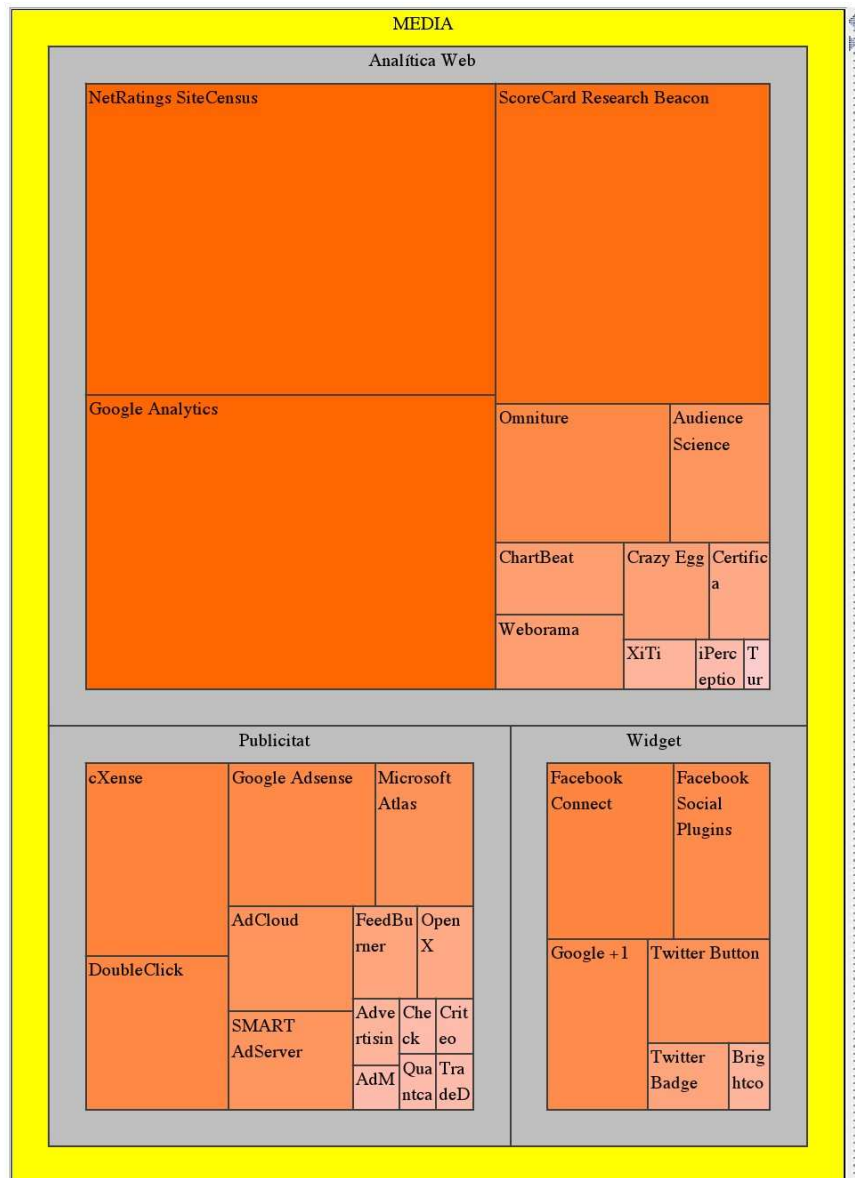 MEDIA
Analítica Web
NetRatings SiteCensus
ScoreCard Research Beacon
Google Analytics
Omniture
Audience
Science
ChartBeat
Crazy Egg
Certific
a
Weborama
XiTi
iPerc
eptio
T
ur
Publicitat
cXense
Google Adsense
Microsoft
Atlas
AdCloud
FeedBu
rner
Open
X
DoubleClick
SMART
AdServer
Adve
rtisin
Che
ck
Crit
eo
AdM
Qua
ntca
Tra
deD
Widget
Facebook
Connect
Facebook
Social
Plugins
Google +1
Twitter Button
Twitter
Badge
Brig
htco